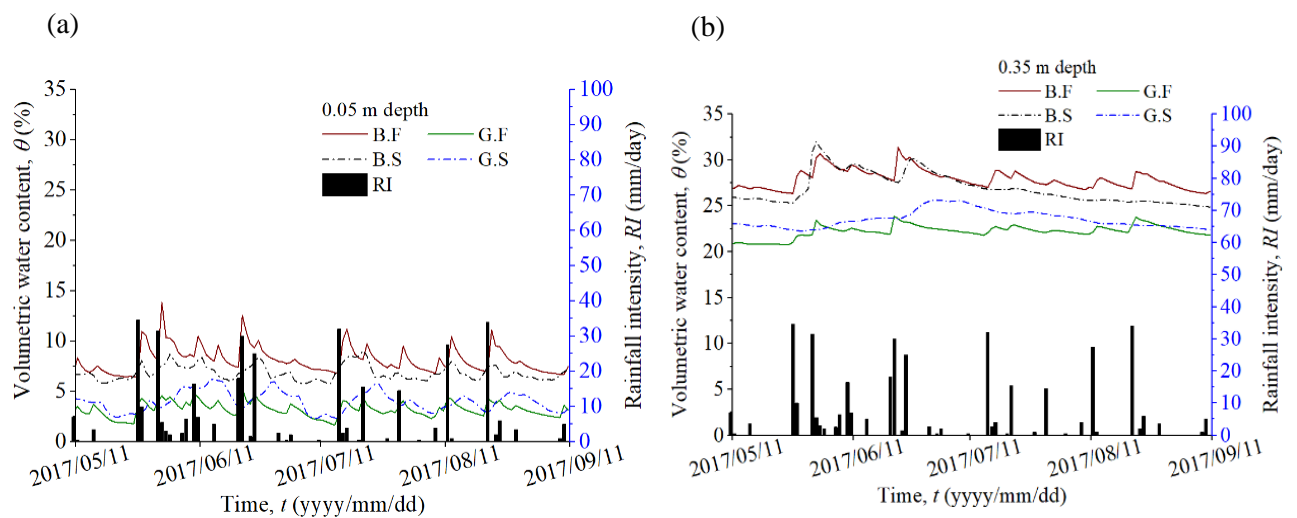 (a)
0.05 m depth
B.F
G.F
B.S
G.S
RI
Volumetric water content, θ (%)
35
30
25
20
15
10
5
0
Rainfall intensity, RI (mm/day)
100
90
80
70
60
50
40
30
20
10
0
2017/05/11
2017/06/11
2017/07/11
2017/08/11
2017/09/11
Time, t (yyyy/mm/dd)
(b)
0.35 m depth
B.F
G.F
B.S
G.S
RI
Volumetric water content, θ (%)
35
30
25
20
15
10
5
0
Rainfall intensity, RI (mm/day)
100
90
80
70
60
50
40
30
20
10
0
2017/05/11
2017/06/11
2017/07/11
2017/08/11
2017/09/11
Time, t (yyyy/mm/dd)